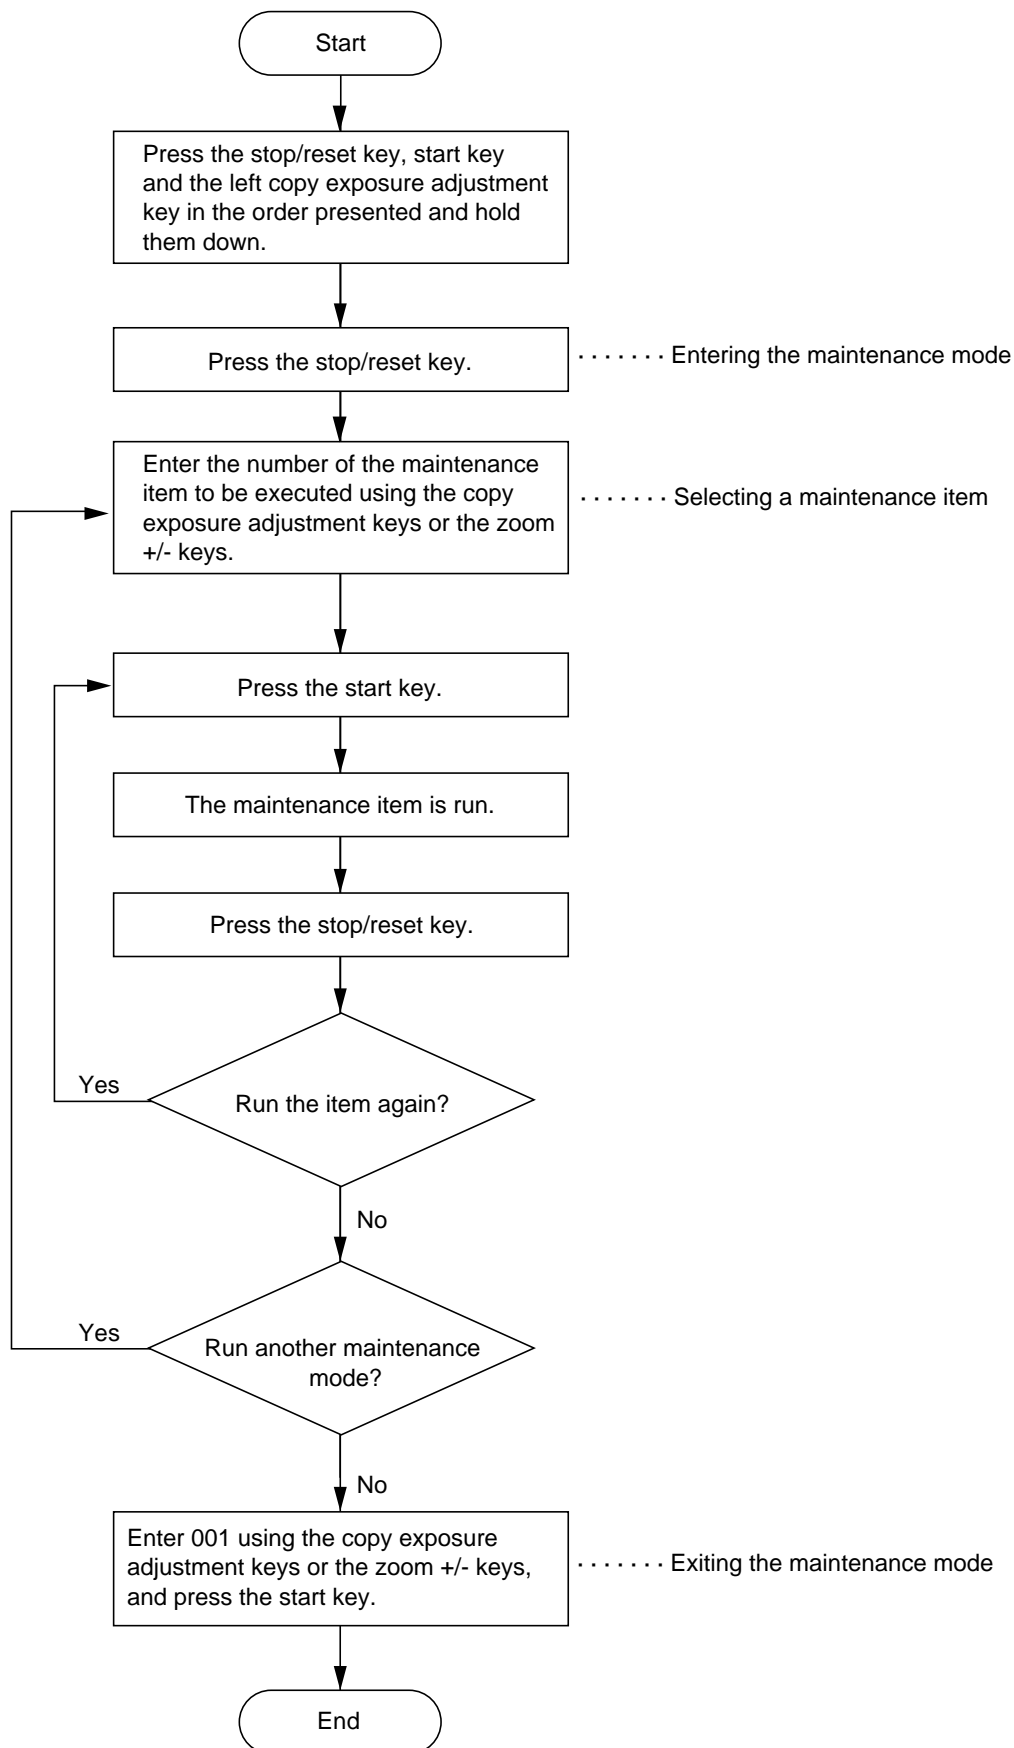 Start
Press the stop/reset key, start key
and the left copy exposure adjustment
key in the order presented and hold
them down.
Press the stop/reset key.
. . . . . . . Entering the maintenance mode
Enter the number of the maintenance
item to be executed using the copy
exposure adjustment keys or the zoom
+/- keys.
. . . . . . . Selecting a maintenance item
Press the start key.
The maintenance item is run.
Press the stop/reset key.
Yes
Run the item again?
No
Yes
Run another maintenance
mode?
No
Enter 001 using the copy exposure
adjustment keys or the zoom +/- keys,
and press the start key.
. . . . . . . Exiting the maintenance mode
End